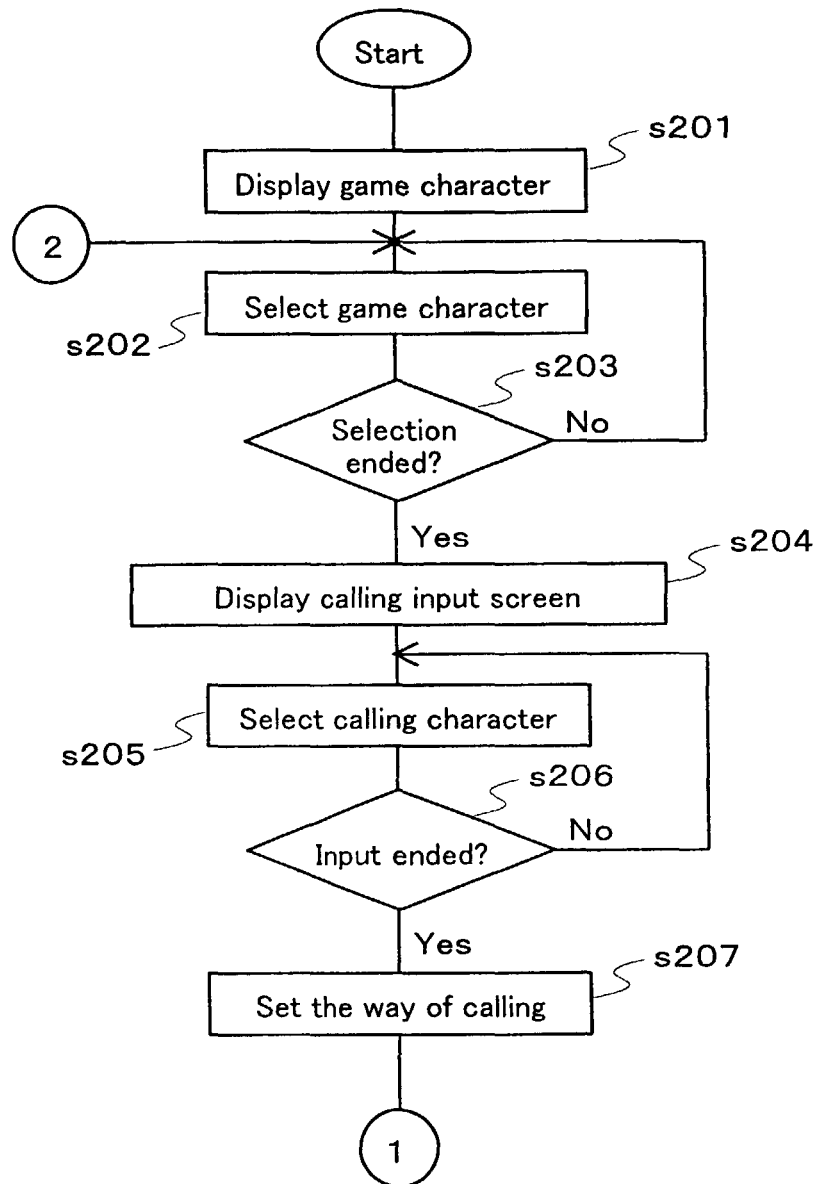 Start
s201
Display game character
2
Select game character
s202
s203
Selection
ended?
No
Yes
s204
Display calling input screen
Select calling character
s205
s206
Input ended?
No
Yes
s207
Set the way of calling
1